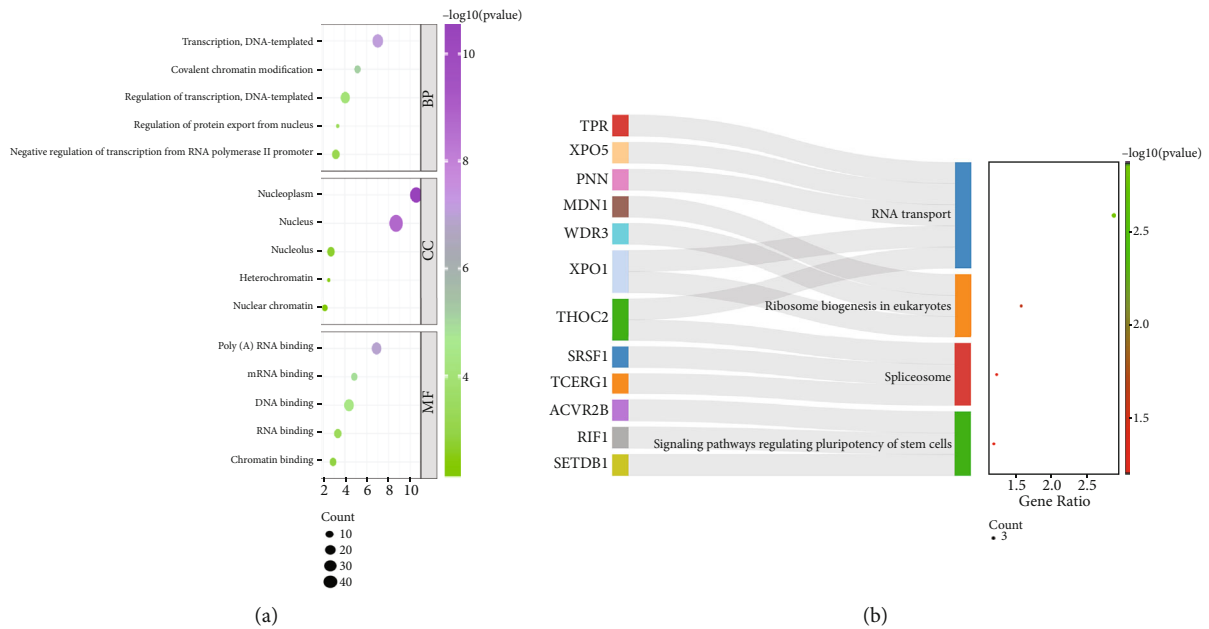 –log10(pvalue)
Transcription, DNA-templated
Covalent chromatin modification
Regulation of transcription, DNA-templated
Regulation of protein export from nucleus
Negative regulation of transcription from RNA polymerase II promoter
BP
Nucleoplasm
Nucleus
Nucleolus
Heterochromatin
Nuclear chromatin
CC
Poly (A) RNA binding
mRNA binding
DNA binding
RNA binding
Chromatin binding
MF
10
8
6
4
2 4 6 8 10
Count
10
20
30
40
(a)
TPR
XPO5
PNN
MDN1
WDR3
XPO1
THOC2
SRSF1
TCERG1
ACVR2B
RIF1
SETDB1
RNA transport
Ribosome biogenesis in eukaryotes
Spliceosome
Signaling pathways regulating pluripotency of stem cells
–log10(pvalue)
2.5
2.0
1.5
1.5 2.0 2.5
Gene Ratio
Count
3
(b)